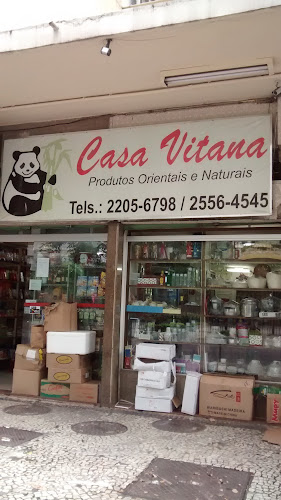 Casa Vitana
Produtos Orientais e Naturais
Tels.: 2205-6798 / 2556-4545